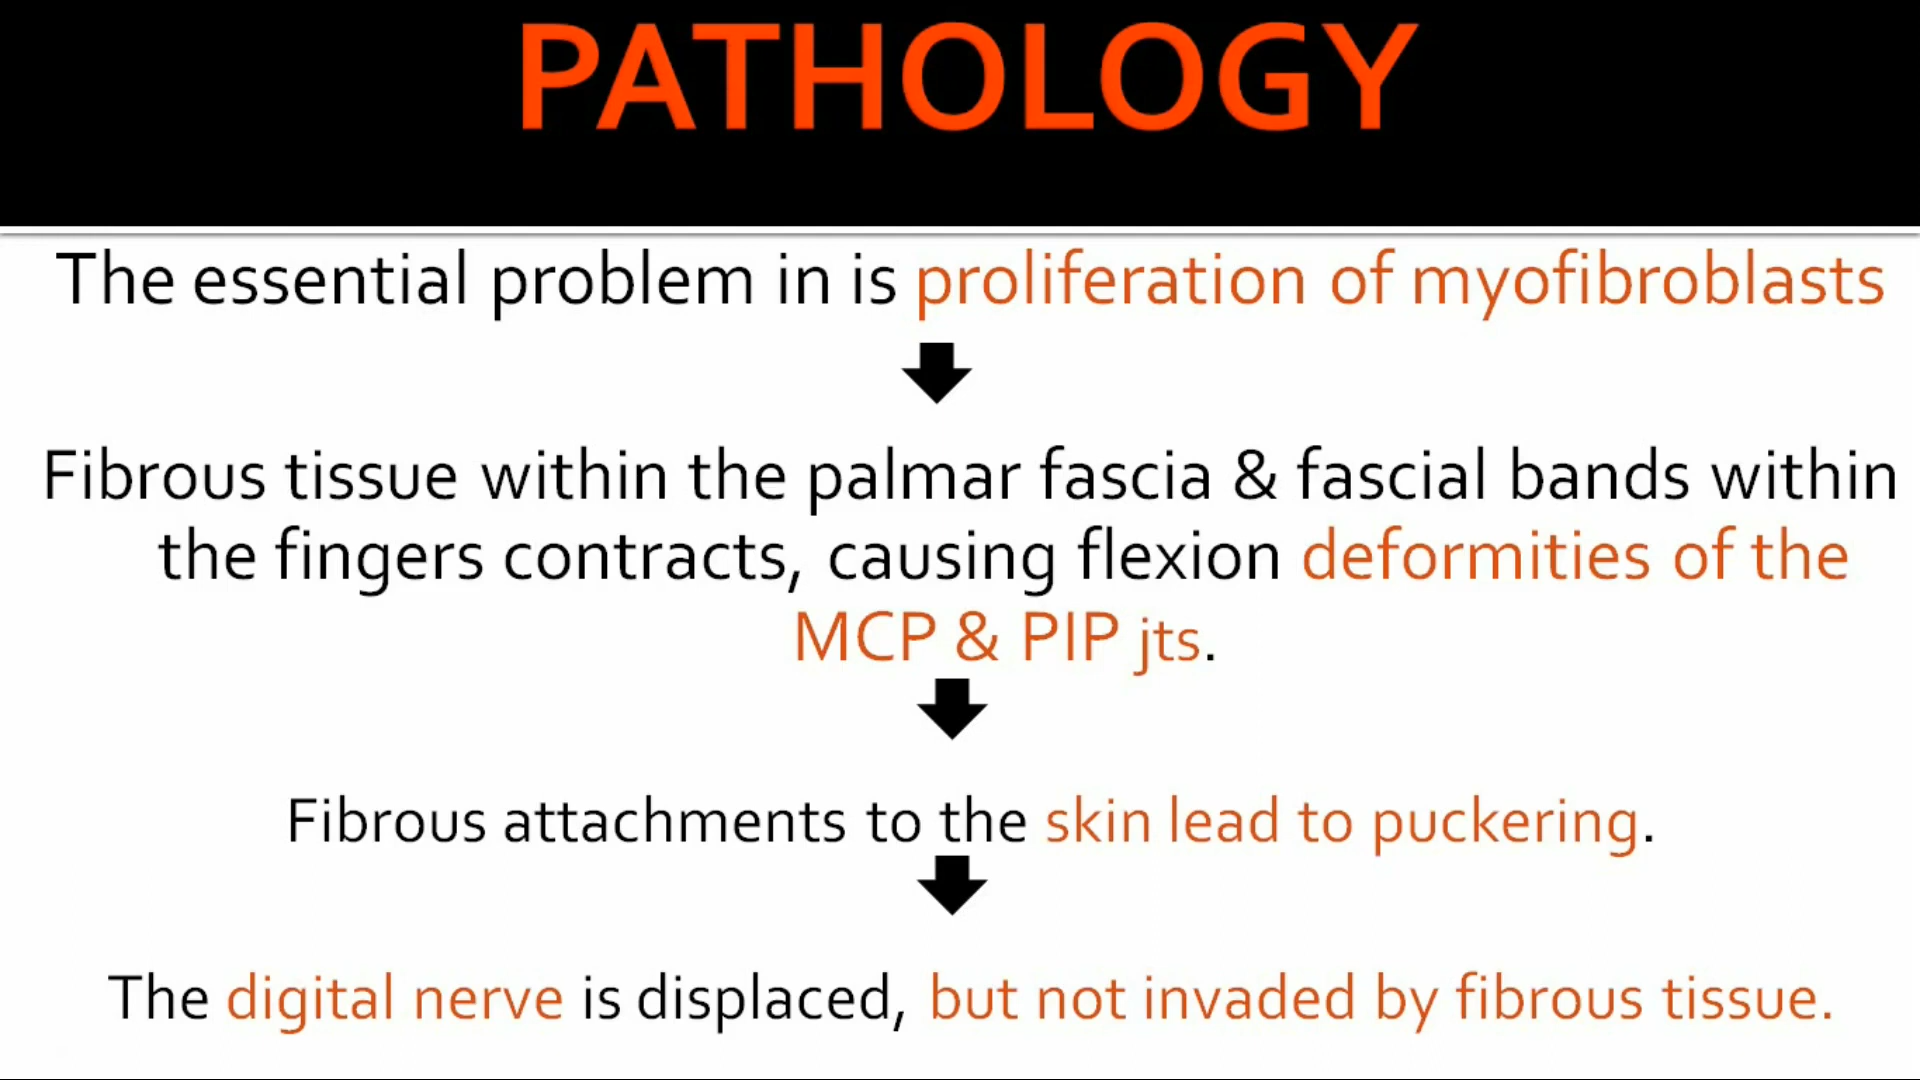 PATHOLOGY
The essential problem in is proliferation of myofibroblasts
Fibrous tissue within the palmar fascia & fascial bands within
the fingers contracts, causing flexion deformities of the
MCP & PIP jts.
Fibrous attachments to the skin lead to puckering.
The digital nerve is displaced, but not invaded by fibrous tissue.